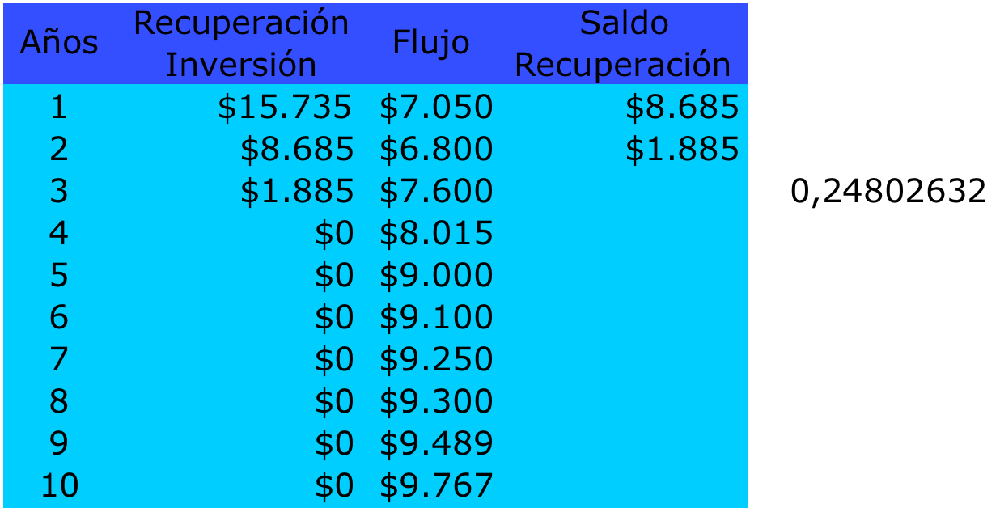 Años Recuperación Inversión Flujo Saldo Recuperación
1 $15.735 $7.050 $8.685
2 $8.685 $6.800 $1.885
3 $1.885 $7.600 0,24802632
4 $0 $8.015
5 $0 $9.000
6 $0 $9.100
7 $0 $9.250
8 $0 $9.300
9 $0 $9.489
10 $0 $9.767